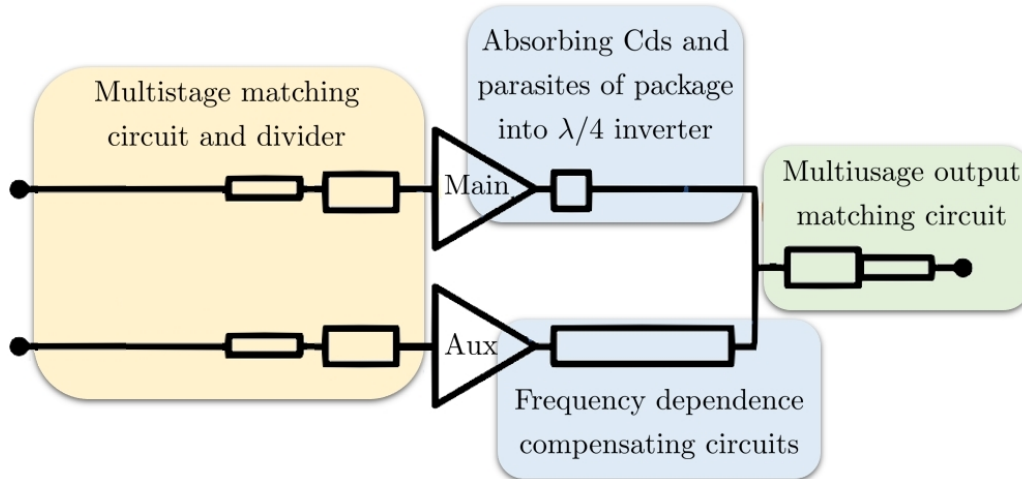 Multistage matching
circuit and divider
Absorbing Cds and
parasites of package
into λ/4 inverter
Main
Multiusage output
matching circuit
Aux
Frequency dependence
compensating circuits